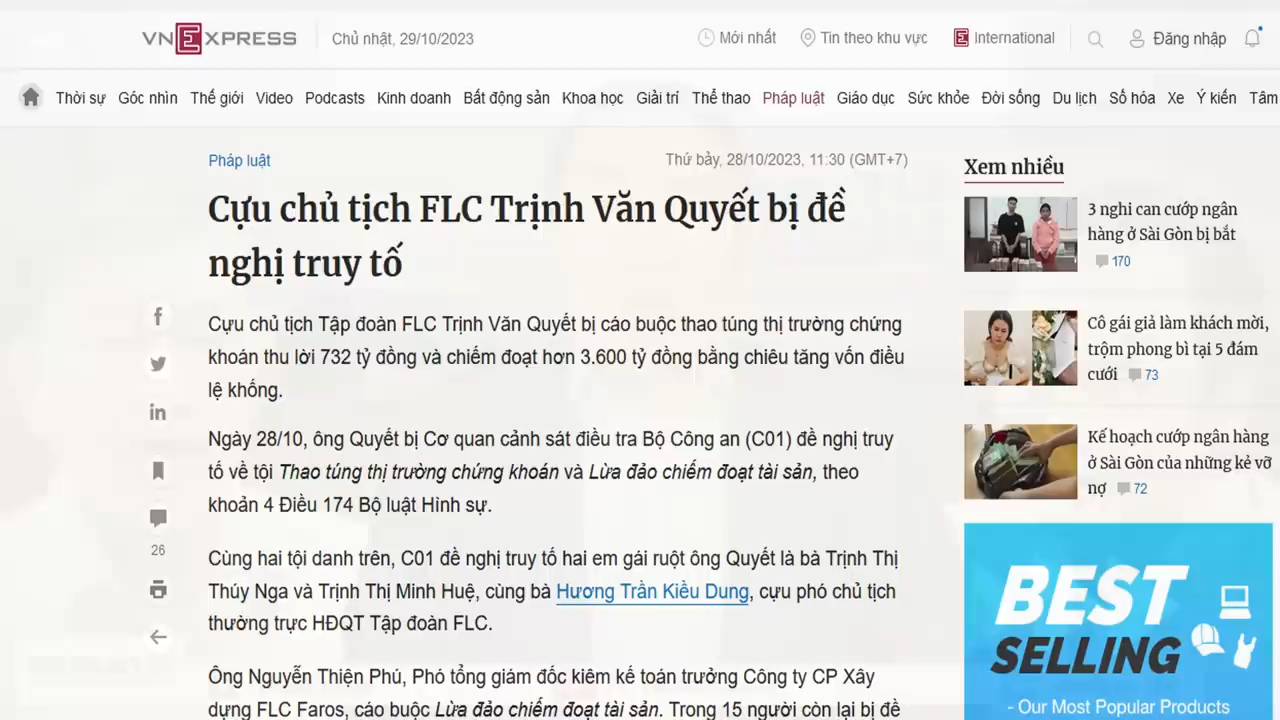 VNEXPRESS
Chủ nhật, 29/10/2023
Mới nhất
Tin theo khu vực
E International
Đăng nhập
Thời sự Góc nhìn Thế giới Video Podcasts Kinh doanh Bất động sản Khoa học Giải trí Thể thao Pháp luật Giáo dục Sức khỏe Đời sống Du lịch Số hóa Xe Ý kiến Tâm
Pháp luật
Thứ bảy, 28/10/2023, 11:30 (GMT+7)
Cựu chủ tịch FLC Trịnh Văn Quyết bị đề
nghị truy tố
Cựu chủ tịch Tập đoàn FLC Trịnh Văn Quyết bị cáo buộc thao túng thị trường chứng
khoán thu lời 732 tỷ đồng và chiếm đoạt hơn 3.600 tỷ đồng bằng chiêu tăng vốn điều
lệ khống.
Ngày 28/10, ông Quyết bị Cơ quan cảnh sát điều tra Bộ Công an (C01) đề nghị truy
tố về tội Thao túng thị trường chứng khoán và Lừa đảo chiếm đoạt tài sản, theo
khoản 4 Điều 174 Bộ luật Hình sự.
Cùng hai tội danh trên, C01 đề nghị truy tố hai em gái ruột ông Quyết là bà Trịnh Thị
Thúy Nga và Trịnh Thị Minh Huệ, cùng bà Hương Trần Kiều Dung, cựu phó chủ tịch
thường trực HĐQT Tập đoàn FLC.
Ông Nguyễn Thiện Phú, Phó tổng giám đốc kiêm kế toán trưởng Công ty CP Xây
dựng FLC Faros, cáo buộc Lừa đảo chiếm đoạt tài sản. Trong 15 người còn lại bị đề
26
Xem nhiều
3 nghi can cướp ngân
hàng ở Sài Gòn bị bắt
170
Cô gái giả làm khách mời,
trộm phong bì tại 5 đám
cưới 73
Kế hoạch cướp ngân hàng
ở Sài Gòn của những kẻ vỡ
nợ 72
BEST
SELLING
- Our Most Popular Products